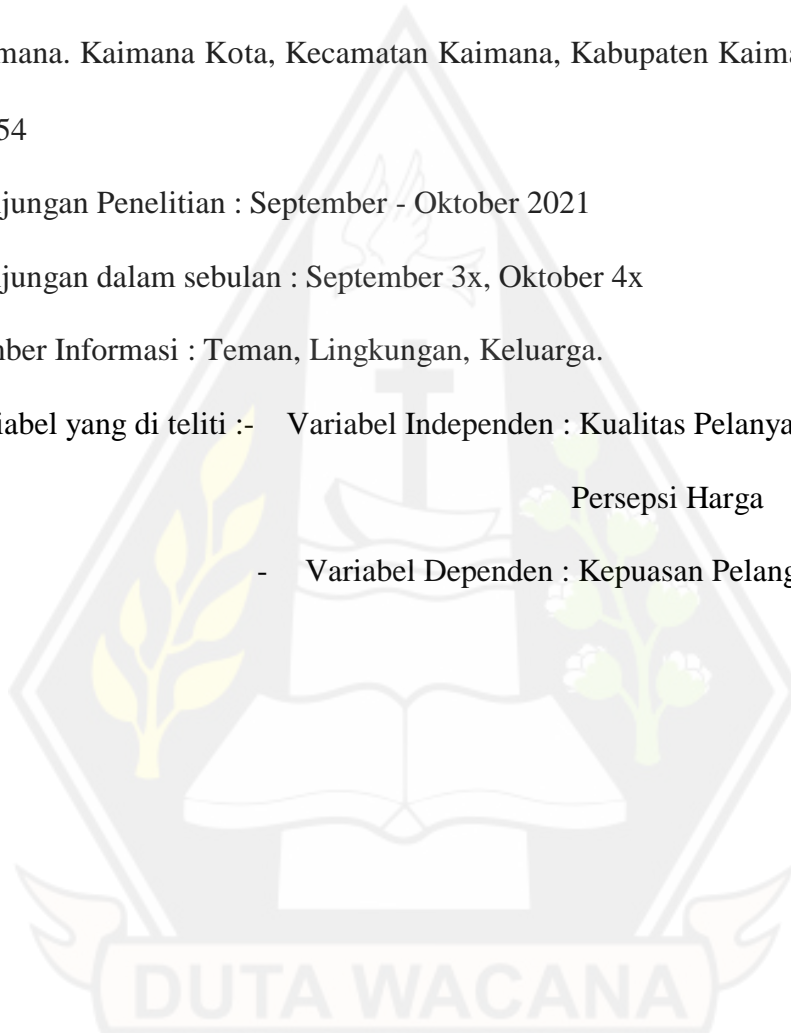 mana. Kaimana Kota, Kecamatan Kaimana, Kabupaten Kaima
54
jungan Penelitian : September - Oktober 2021
jungan dalam sebulan : September 3x, Oktober 4x
ber Informasi : Teman, Lingkungan, Keluarga.
iabel yang di teliti :- Variabel Independen : Kualitas Pelanya
Persepsi Harga
- Variabel Dependen : Kepuasan Pelang
DUTA WACANA